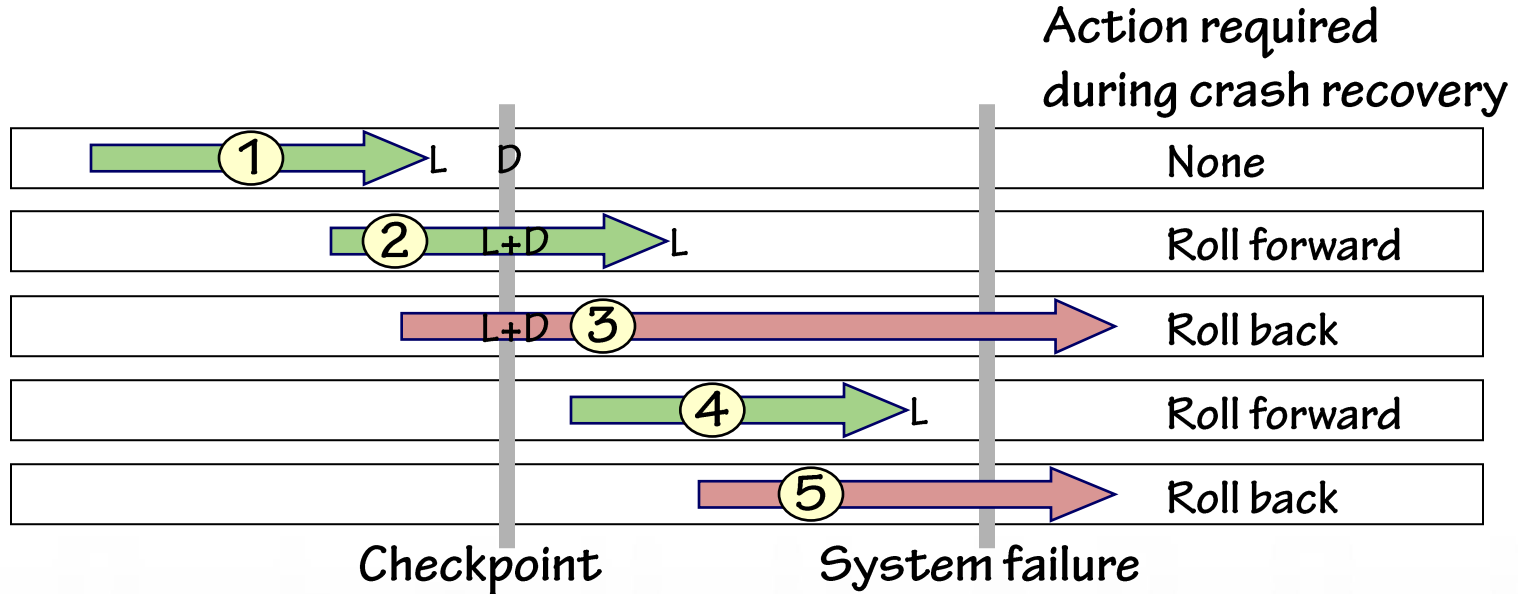 Action required
during crash recovery
1 L D None
2 L+D L Roll forward
L+D 3 Roll back
4 L Roll forward
5 Roll back
Checkpoint System failure